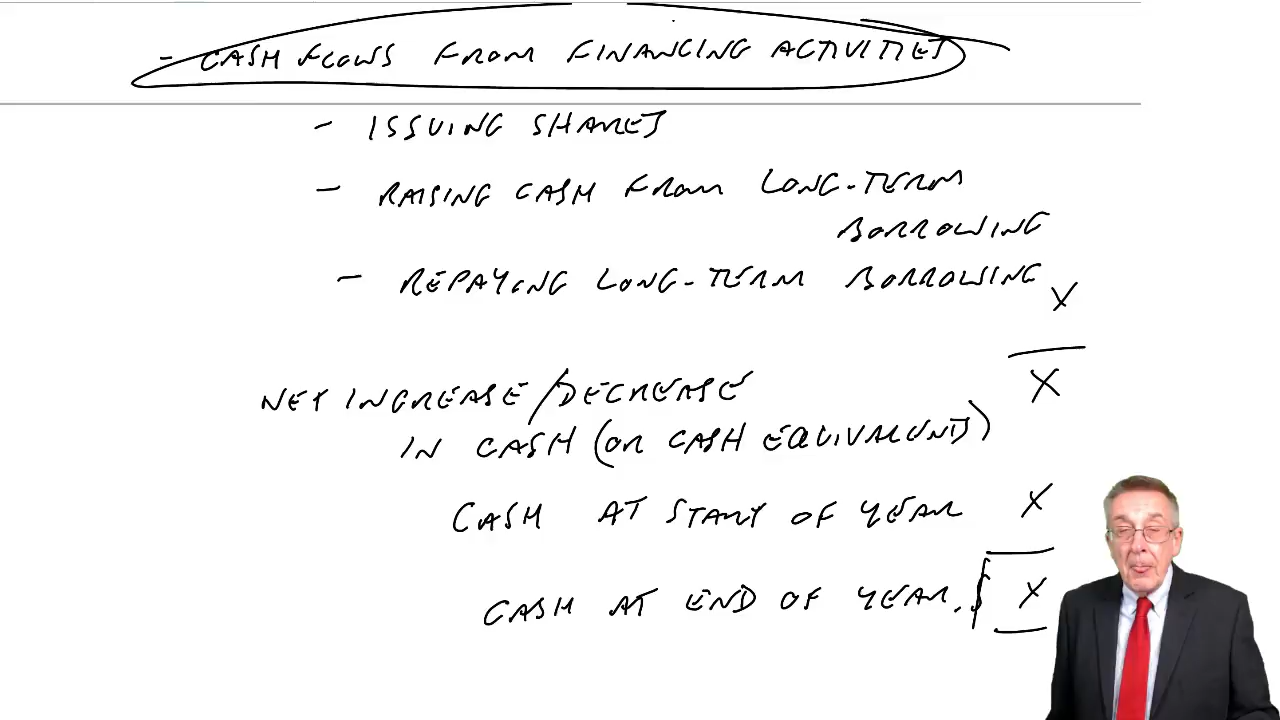 - CASH FLOWS FROM FINANCING ACTIVITIES
- ISSUING SHARES
- RAISING CASH FROM LONG-TERM
BORROWING
- REPAYING LONG-TERM BORROWING
X
NET INCREASE/DECREASE X
IN CASH (OR CASH EQUIVALENTS)
CASH AT START OF YEAR X
CASH AT END OF YEAR. $ X